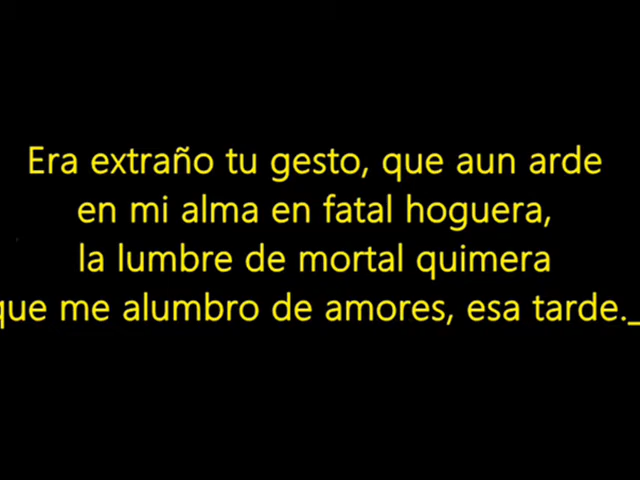 Era extraño tu gesto, que aun arde
en mi alma en fatal hoguera,
la lumbre de mortal quimera
que me alumbro de amores, esa tarde._